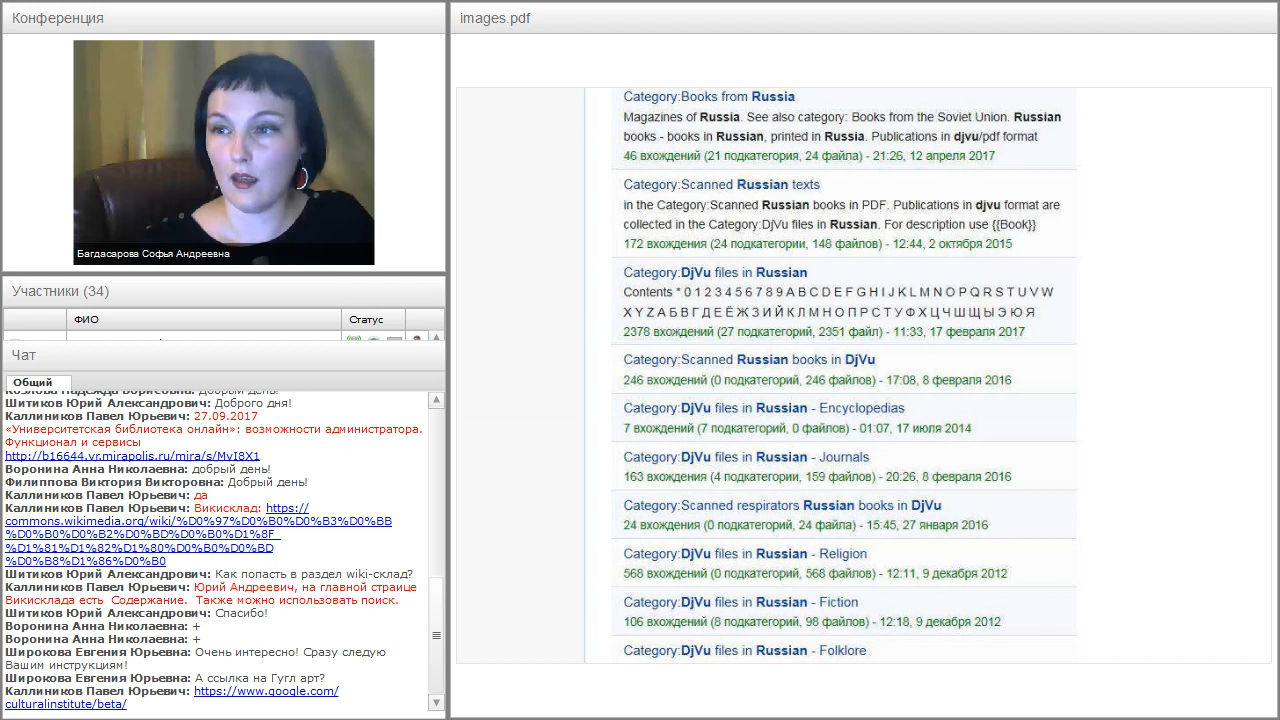 Конференция
Багдасарова Софья Андреевна
Участники (34)
ФИО
Статус
Чат
Общий
Козлова Надежда Борисовна: Добрый день!
Шитиков Юрий Александрович: Доброго дня!
Каллиников Павел Юрьевич: 27.09.2017
«Университетская библиотека онлайн»: возможности администратора.
Функционал и сервисы
http://b16644.vr.mirapolis.ru/mira/s/MvI8X1
Воронина Анна Николаевна: добрый день!
Филиппова Виктория Викторовна: Добрый день!
Каллиников Павел Юрьевич: да
Каллиников Павел Юрьевич: Викисклад: https://
commons.wikimedia.org/wiki/%D0%97%D0%B0%D0%B3%D0%BB
%D0%B0%D0%B2%D0%BD%D0%B0%D1%8F_
%D1%81%D1%82%D1%80%D0%B0%D0%BD
%D0%B8%D1%86%D0%B0
Шитиков Юрий Александрович: Как попасть в раздел wiki-склад?
Каллиников Павел Юрьевич: Юрий Андреевич, на главной страице
Викисклада есть Содержание. Также можно использовать поиск.
Шитиков Юрий Александрович: Спасибо!
Воронина Анна Николаевна: +
Воронина Анна Николаевна: +
Широкова Евгения Юрьевна: Очень интересно! Сразу следую
Вашим инструкциям!
Широкова Евгения Юрьевна: А ссылка на Гугл арт?
Каллиников Павел Юрьевич: https://www.google.com/
culturalinstitute/beta/
images.pdf
Category:Books from Russia
Magazines of Russia. See also category: Books from the Soviet Union. Russian
books - books in Russian, printed in Russia. Publications in djvu/pdf format
46 вхождений (21 подкатегория, 24 файла) - 21:26, 12 апреля 2017
Category:Scanned Russian texts
in the Category:Scanned Russian books in PDF. Publications in djvu format are
collected in the Category:DjVu files in Russian. For description use {{Book}}
172 вхождения (24 подкатегории, 148 файлов) - 12:44, 2 октября 2015
Category:DjVu files in Russian
Contents * 0 1 2 3 4 5 6 7 8 9 A B C D E F G H I J K L M N O P Q R S T U V W
X Y Z А Б В Г Д Е Ё Ж З И Й К Л М Н О П Р С Т У Ф Х Ц Ч Ш Щ Ы Э Ю Я
2378 вхождений (27 подкатегорий, 2351 файл) - 11:33, 17 февраля 2017
Category:Scanned Russian books in DjVu
246 вхождений (0 подкатегорий, 246 файлов) - 17:08, 8 февраля 2016
Category:DjVu files in Russian - Encyclopedias
7 вхождений (7 подкатегорий, 0 файлов) - 01:07, 17 июля 2014
Category:DjVu files in Russian - Journals
163 вхождений (4 подкатегории, 159 файлов) - 20:26, 8 февраля 2016
Category:Scanned respirators Russian books in DjVu
24 вхождения (0 подкатегорий, 24 файла) - 15:45, 27 января 2016
Category:DjVu files in Russian - Religion
568 вхождений (0 подкатегорий, 568 файлов) - 12:11, 9 декабря 2012
Category:DjVu files in Russian - Fiction
106 вхождений (8 подкатегорий, 98 файлов) - 12:18, 9 декабря 2012
Category:DjVu files in Russian - Folklore